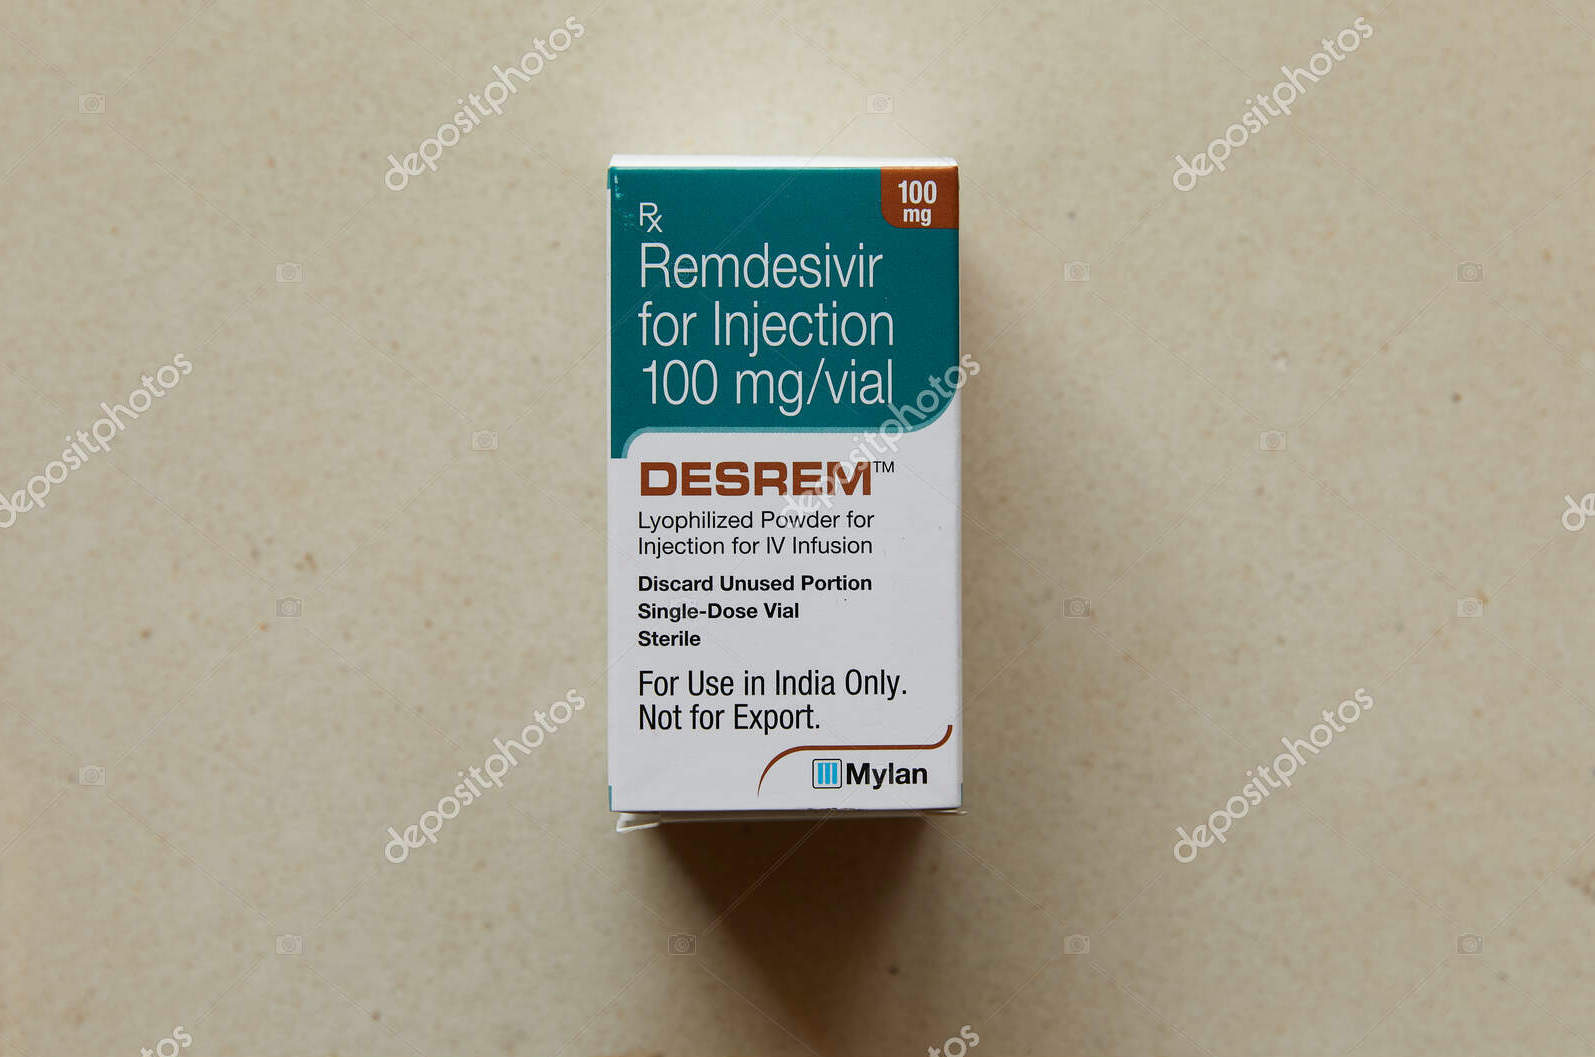 100
mg
Rx
Remdesivir
for Injection
100 mg/vial
DESREM™
Lyophilized Powder for
Injection for IV Infusion
Discard Unused Portion
Single-Dose Vial
Sterile
For Use in India Only.
Not for Export.
Mylan
depositphotos
depositphotos
depositphotos
depositphotos
depositphotos
depositphotos